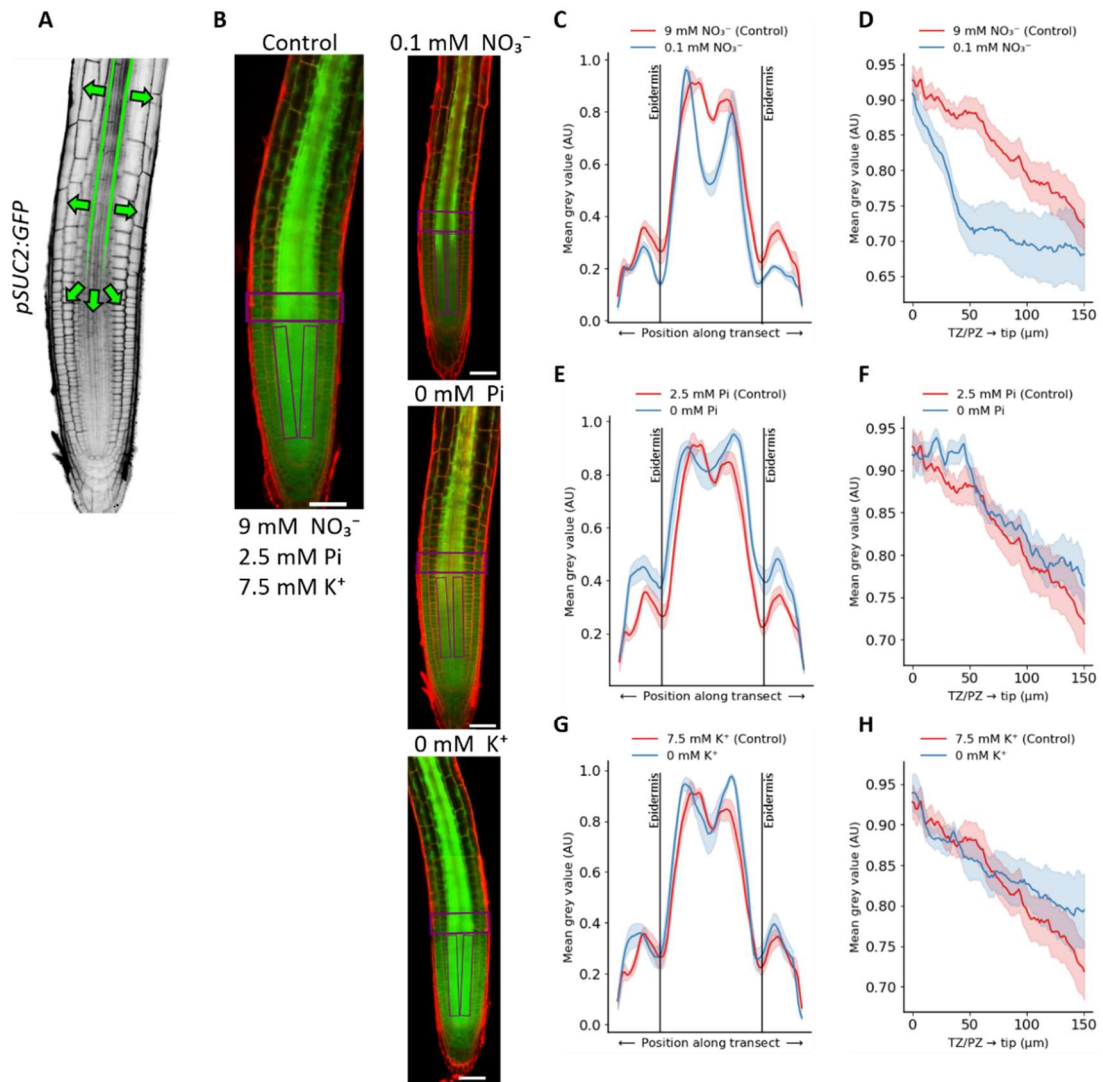 A
pSUC2:GFP
B
Control
9 mM NO₃⁻
2.5 mM Pi
7.5 mM K⁺
0.1 mM NO₃⁻
0 mM Pi
0 mM K⁺
C
9 mM NO₃⁻ (Control)
0.1 mM NO₃⁻
Mean grey value (AU)
1.0
0.8
0.6
0.4
0.2
0.0
Epidermis
Epidermis
← Position along transect →
D
9 mM NO₃⁻ (Control)
0.1 mM NO₃⁻
Mean grey value (AU)
0.95
0.90
0.85
0.80
0.75
0.70
0.65
0 50 100 150
TZ/PZ → tip (μm)
E
2.5 mM Pi (Control)
0 mM Pi
Mean grey value (AU)
1.0
0.8
0.6
0.4
0.2
Epidermis
Epidermis
← Position along transect →
F
2.5 mM Pi (Control)
0 mM Pi
Mean grey value (AU)
0.95
0.90
0.85
0.80
0.75
0.70
0 50 100 150
TZ/PZ → tip (μm)
G
7.5 mM K⁺ (Control)
0 mM K⁺
Mean grey value (AU)
1.0
0.8
0.6
0.4
0.2
0.0
Epidermis
Epidermis
← Position along transect →
H
7.5 mM K⁺ (Control)
0 mM K⁺
Mean grey value (AU)
0.95
0.90
0.85
0.80
0.75
0.70
0 50 100 150
TZ/PZ → tip (μm)